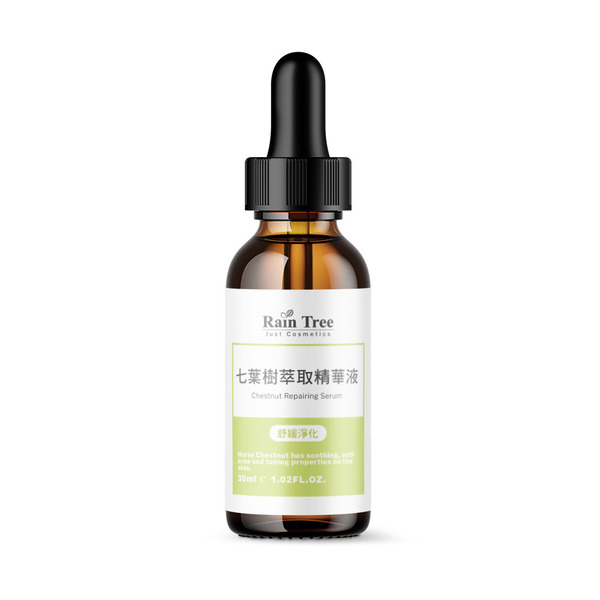 Rain Tree
Just Cosmetics
七葉樹萃取精華液
Chestnut Repairing Serum
舒緩淨化
Horse Chestnut has soothing, anti-
acne and toning properties on the
skin.
30ml ℮ 1.02FL.OZ.